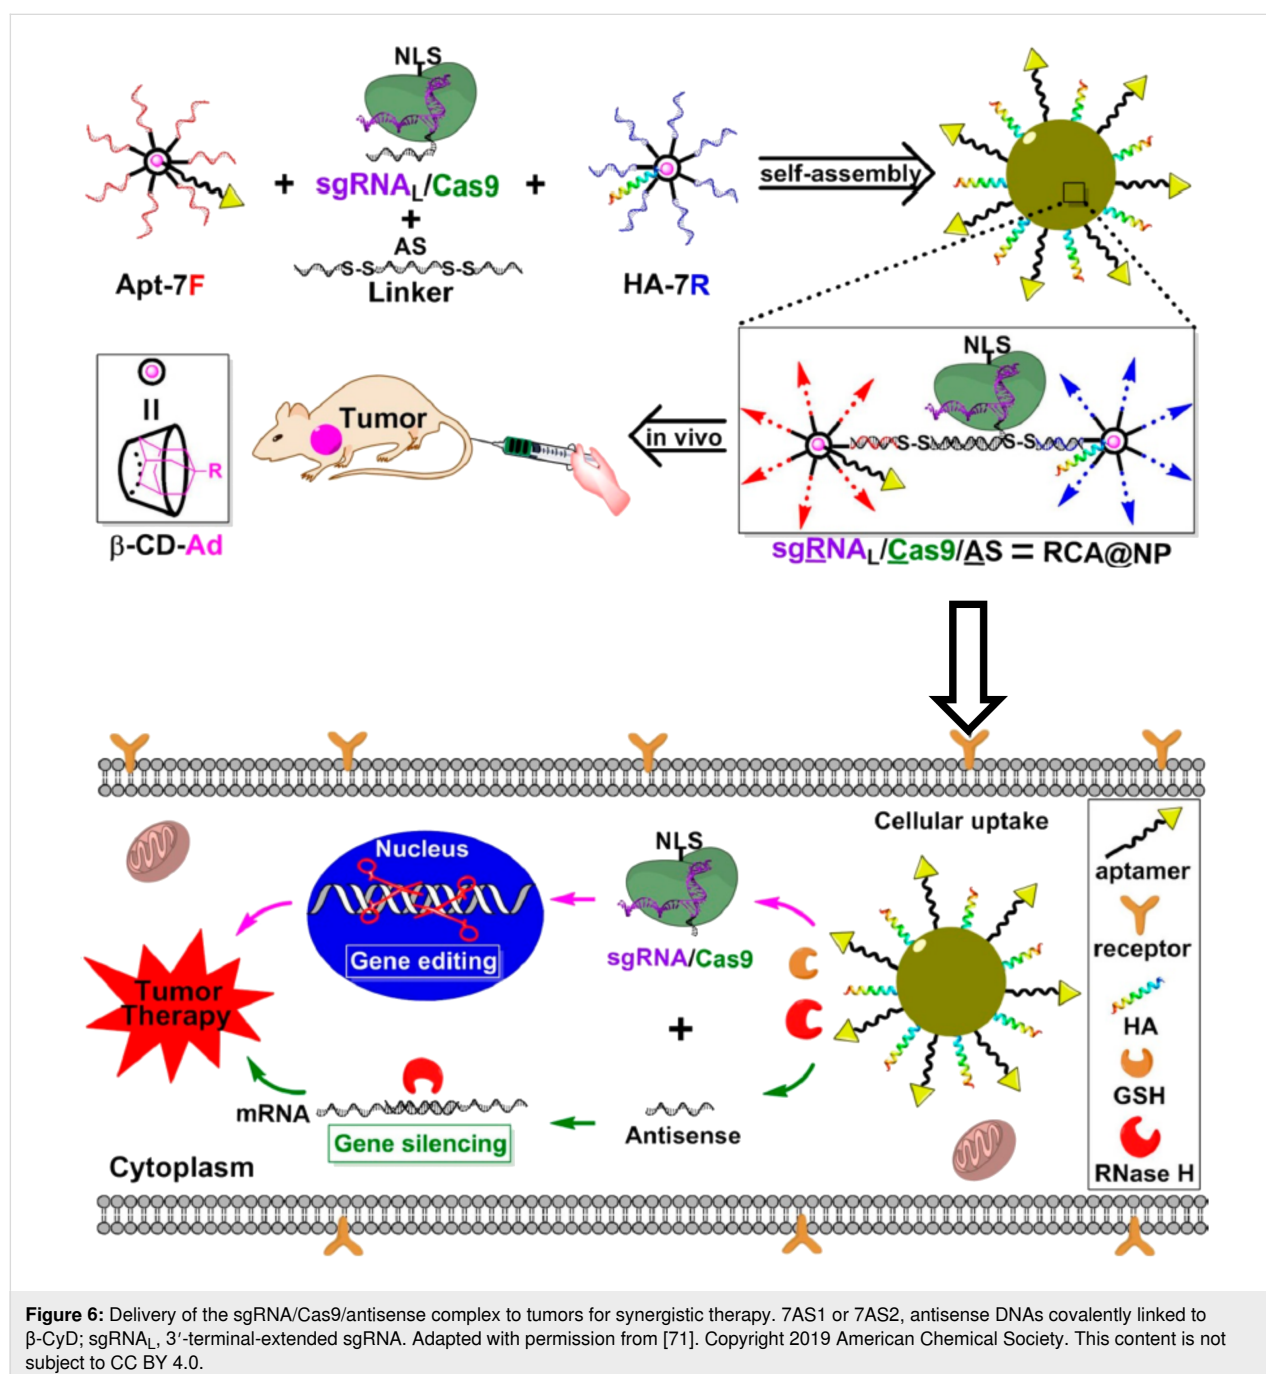 NLS
+ sgRNAL/Cas9 +
+
AS
S-S S-S
Linker
Apt-7F
HA-7R
self-assembly
NLS
S-S S-S
Tumor
in vivo
R
β-CD-Ad
sgRNAL/Cas9/AS = RCA@NP
Cellular uptake
Nucleus
NLS
Gene editing
sgRNA/Cas9
+
Tumor
Therapy
mRNA
Gene silencing
Antisense
Cytoplasm
aptamer
receptor
HA
GSH
RNase H
Figure 6: Delivery of the sgRNA/Cas9/antisense complex to tumors for synergistic therapy. 7AS1 or 7AS2, antisense DNAs covalently linked to
β-CyD; sgRNAL, 3′-terminal-extended sgRNA. Adapted with permission from [71]. Copyright 2019 American Chemical Society. This content is not
subject to CC BY 4.0.